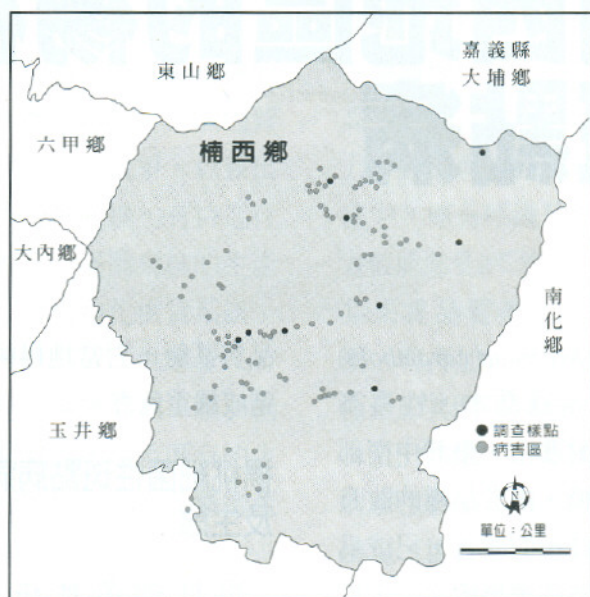 東山鄉
嘉義縣
大埔鄉
六甲鄉
楠西鄉
大內鄉
南化鄉
玉井鄉
調查樣點
病害區
N
單位：公里